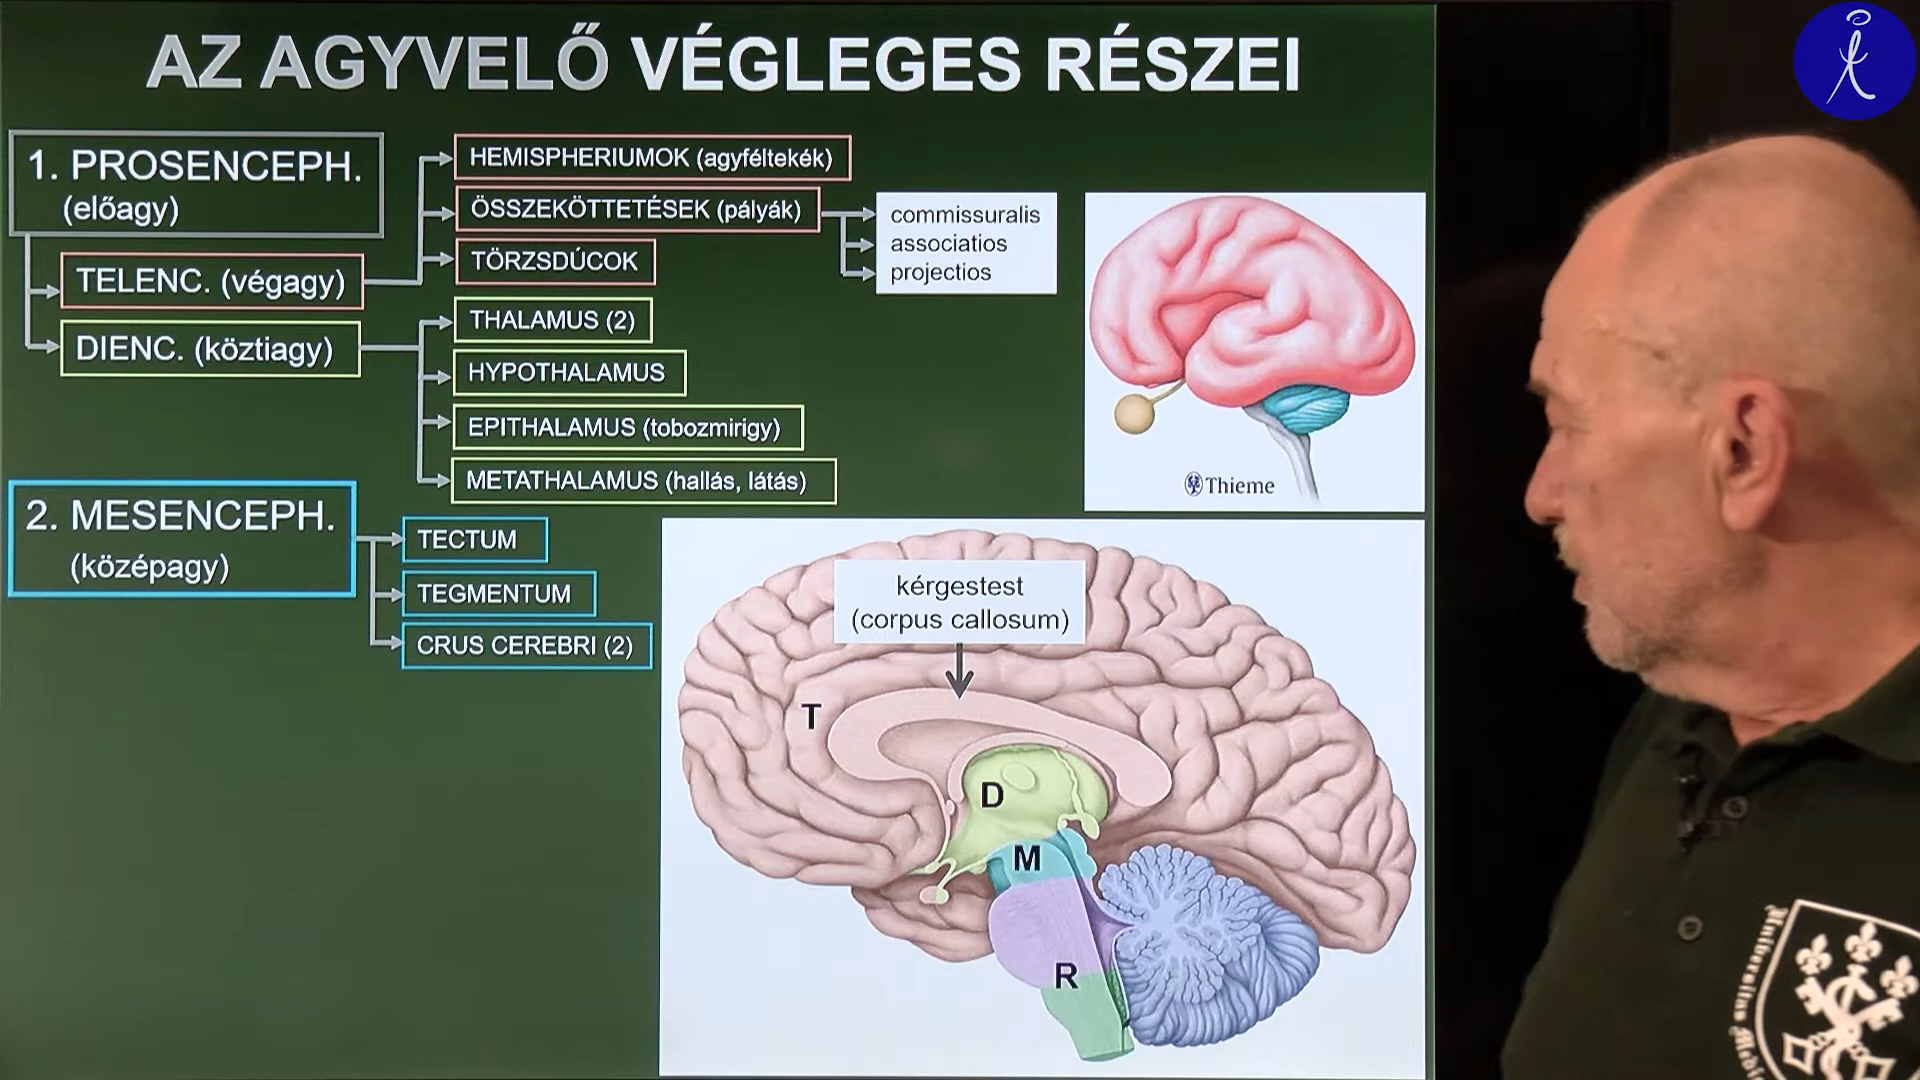 AZ AGYVELŐ VÉGLEGES RÉSZEI
1. PROSENCEPH.
(előagy)
TELENC. (végagy)
DIENC. (köztiagy)
HEMISPHERIUMOK (agyféltekék)
ÖSSZEKÖTTETÉSEK (pályák)
TÖRZSDÚCOK
commissuralis
associatios
projectios
THALAMUS (2)
HYPOTHALAMUS
EPITHALAMUS (tobozmirigy)
METATHALAMUS (hallás, látás)
2. MESENCEPH.
(középagy)
TECTUM
TEGMENTUM
CRUS CEREBRI (2)
Thieme
kérgestest
(corpus callosum)
T
D
M
R